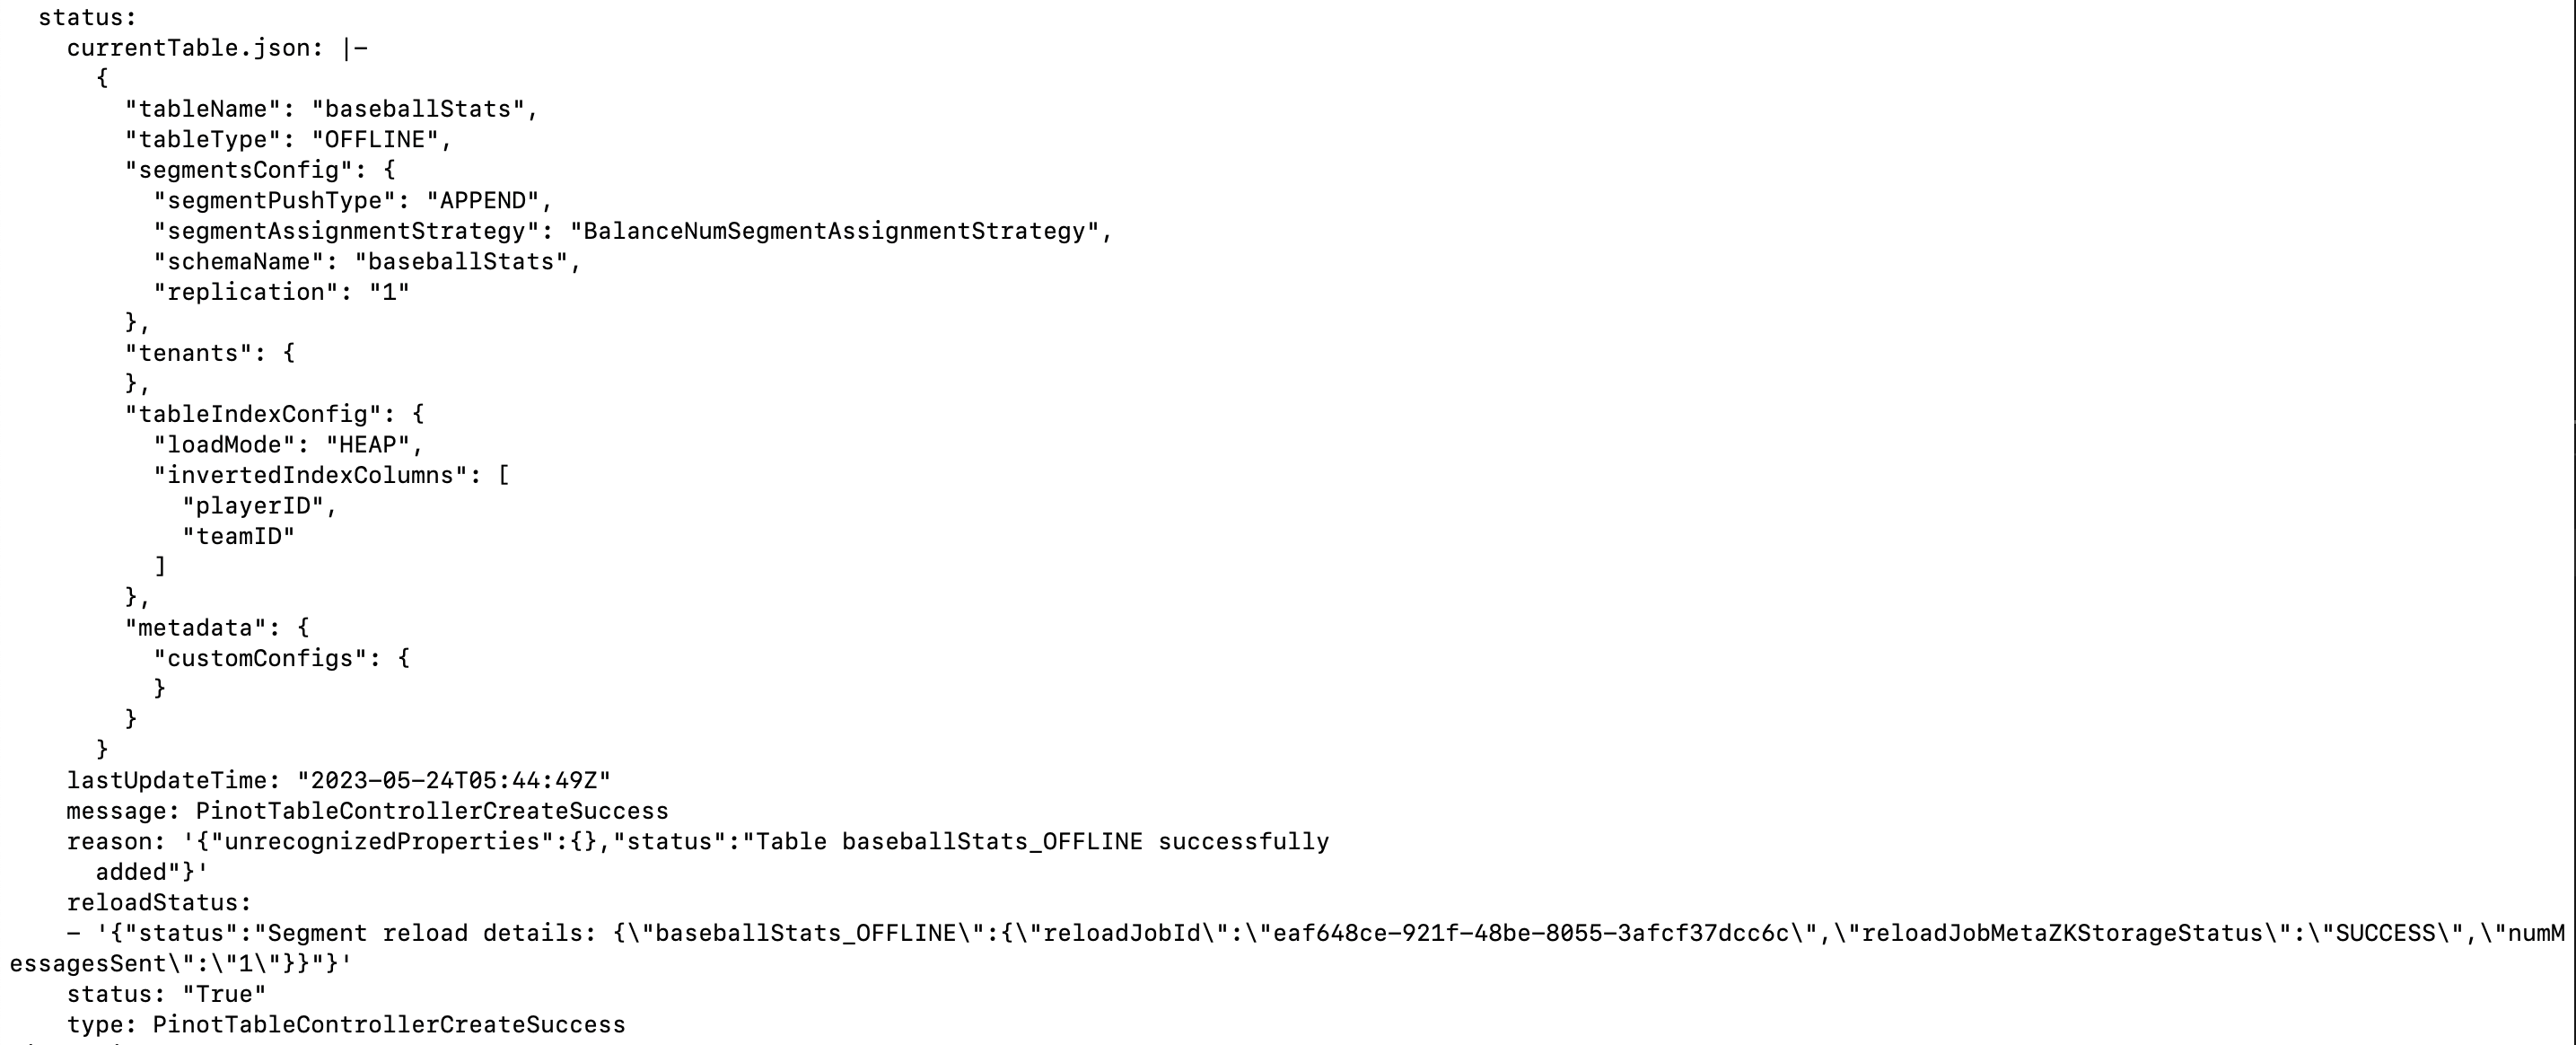 status:
currentTable.json: |-
{
"tableName": "baseballStats",
"tableType": "OFFLINE",
"segmentsConfig": {
"segmentPushType": "APPEND",
"segmentAssignmentStrategy": "BalanceNumSegmentAssignmentStrategy",
"schemaName": "baseballStats",
"replication": "1"
},
"tenants": {
},
"tableIndexConfig": {
"loadMode": "HEAP",
"invertedIndexColumns": [
"playerID",
"teamID"
]
},
"metadata": {
"customConfigs": {
}
}
}
lastUpdateTime: "2023-05-24T05:44:49Z"
message: PinotTableControllerCreateSuccess
reason: '{"unrecognizedProperties":{},"status":"Table baseballStats_OFFLINE successfully
added"}'
reloadStatus:
- '{"status":"Segment reload details: {\"baseballStats_OFFLINE\":{\"reloadJobId\":\"eaf648ce-921f-48be-8055-3afcf37dcc6c\",\"reloadJobMetaZKStorageStatus\":\"SUCCESS\",\"numM
essagesSent\":\"1\"}}"}'
status: "True"
type: PinotTableControllerCreateSuccess